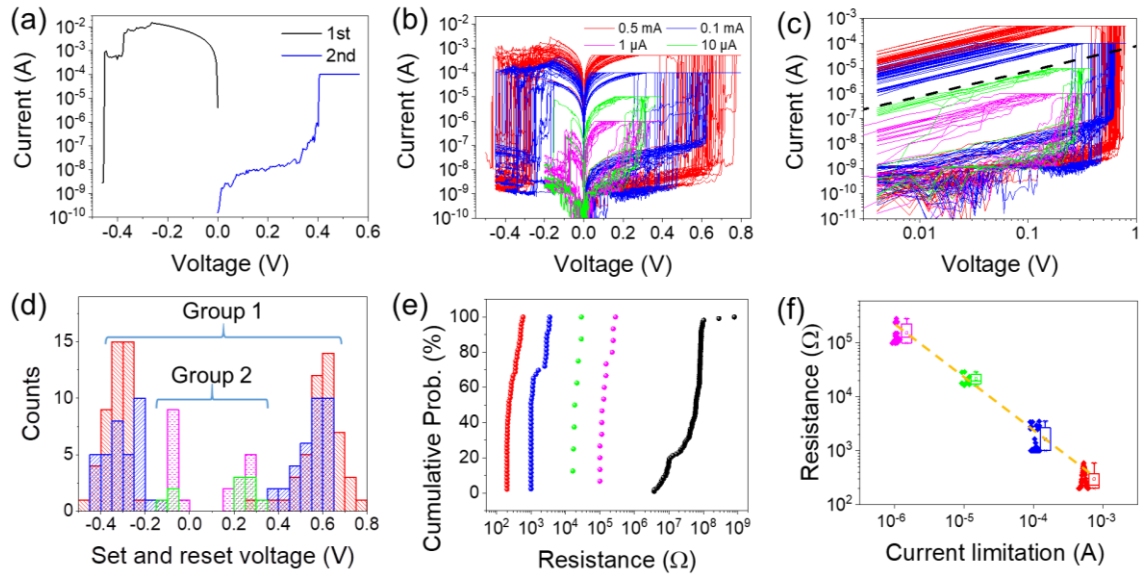 (a)
10⁻²
10⁻³
10⁻⁴
10⁻⁵
10⁻⁶
10⁻⁷
10⁻⁸
10⁻⁹
10⁻¹⁰
Current (A)
1st
2nd
-0.4 -0.2 0.0 0.2 0.4 0.6
Voltage (V)
(b)
10⁻²
10⁻³
10⁻⁴
10⁻⁵
10⁻⁶
10⁻⁷
10⁻⁸
10⁻⁹
10⁻¹⁰
Current (A)
0.5 mA 0.1 mA
1 μA 10 μA
-0.4 -0.2 0.0 0.2 0.4 0.6 0.8
Voltage (V)
(c)
10⁻³
10⁻⁴
10⁻⁵
10⁻⁶
10⁻⁷
10⁻⁸
10⁻⁹
10⁻¹⁰
10⁻¹¹
Current (A)
0.01 0.1 1
Voltage (V)
(d)
15
10
5
0
Counts
Group 1
Group 2
-0.4 -0.2 0.0 0.2 0.4 0.6 0.8
Set and reset voltage (V)
(e)
100
80
60
40
20
0
Cumulative Prob. (%)
10² 10³ 10⁴ 10⁵ 10⁶ 10⁷ 10⁸ 10⁹
Resistance (Ω)
(f)
10⁵
10⁴
10³
10²
Resistance (Ω)
10⁻⁶ 10⁻⁵ 10⁻⁴ 10⁻³
Current limitation (A)